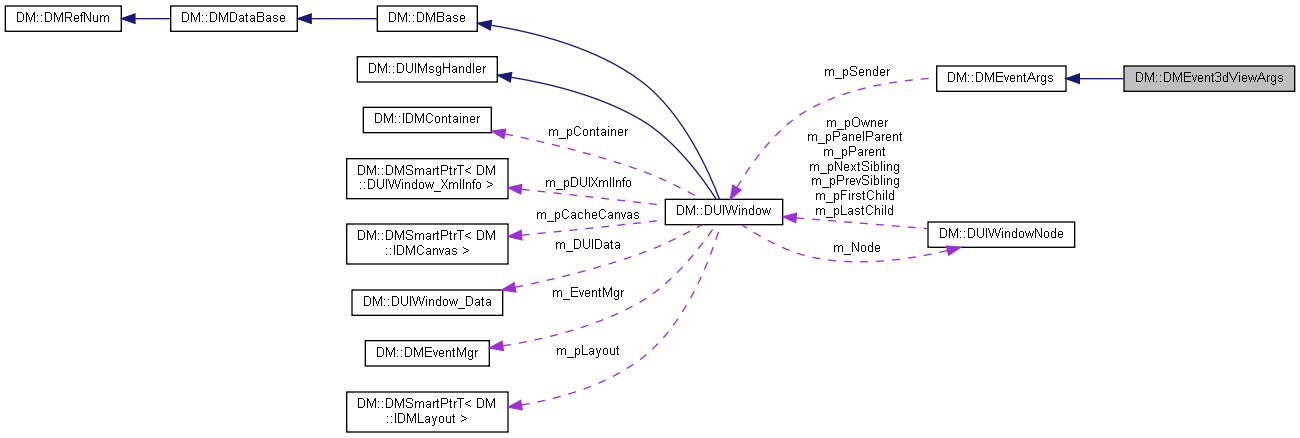 DM::DMRefNum
DM::DMDataBase
DM::DMBase
DM::DUIMsgHandler
DM::IDMContainer
DM::DMSmartPtrT< DM
::DUIWindow_XmlInfo >
DM::DMSmartPtrT< DM
::IDMCanvas >
DM::DUIWindow_Data
DM::DMEventMgr
DM::DMSmartPtrT< DM
::IDMLayout >
m_pContainer
m_pDUIXmlInfo
m_pCacheCanvas
m_DUIData
m_EventMgr
m_pLayout
DM::DUIWindow
m_pSender
m_pOwner
m_pPanelParent
m_pParent
m_pNextSibling
m_pPrevSibling
m_pFirstChild
m_pLastChild
m_Node
DM::DMEventArgs
DM::DUIWindowNode
DM::DMEvent3dViewArgs